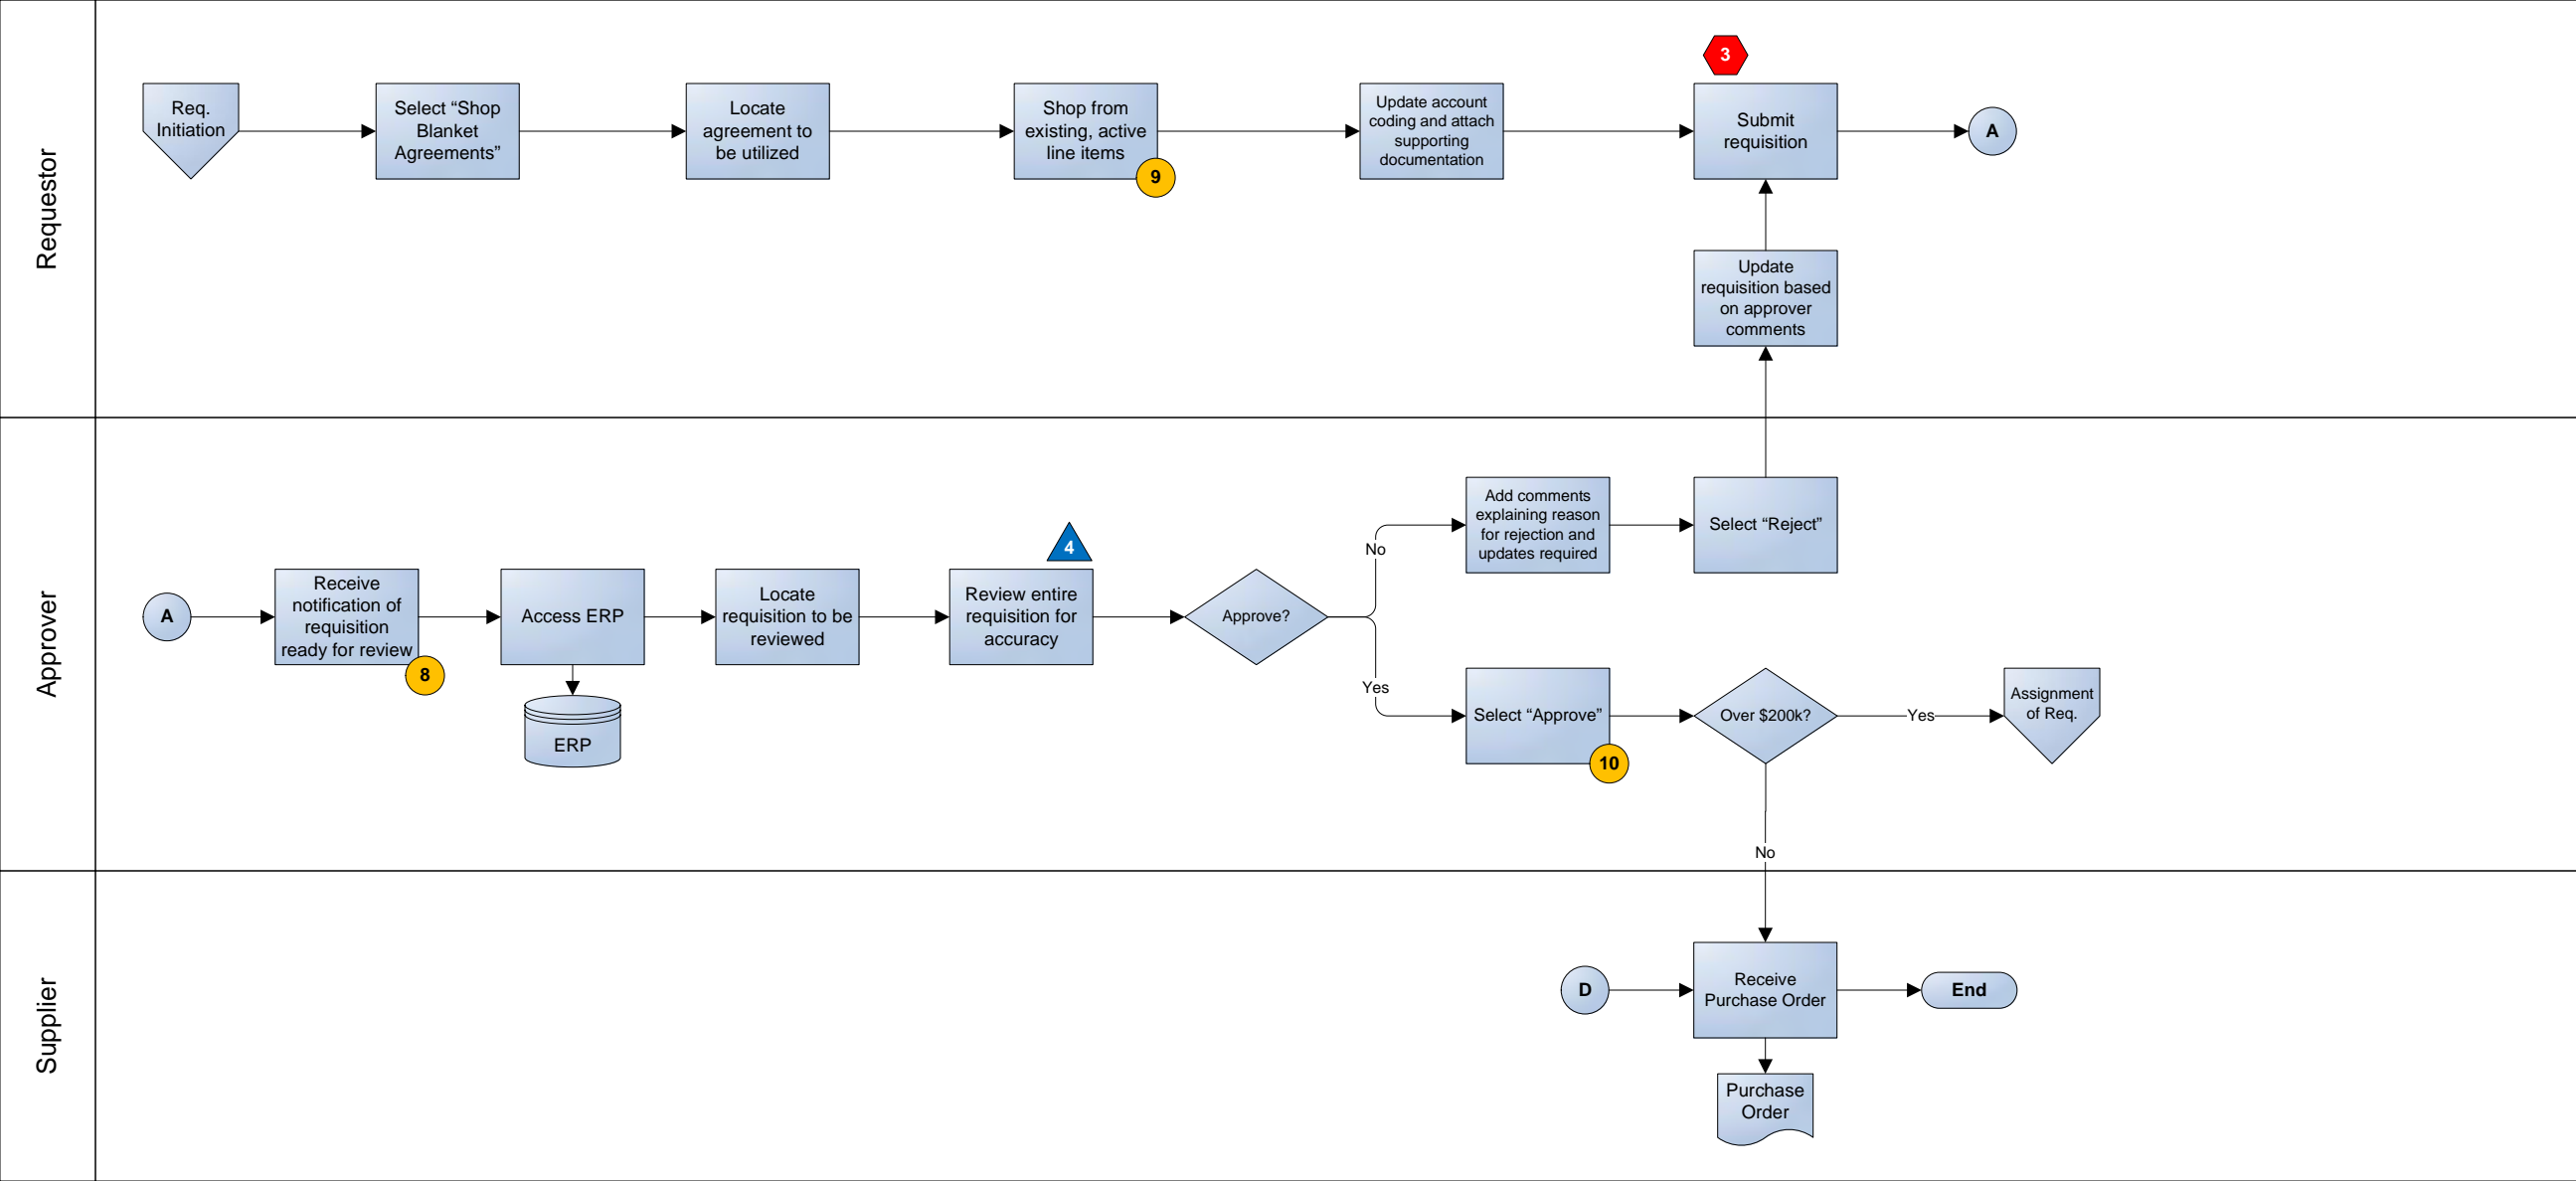 Requestor
Req.
Initiation
Select “Shop
Blanket
Agreements”
Locate
agreement to
be utilized
Shop from
existing, active
line items
9
Update account
coding and attach
supporting
documentation
3
Submit
requisition
A
Update
requisition based
on approver
comments
Approver
A
Receive
notification of
requisition
ready for review
8
Access ERP
ERP
Locate
requisition to be
reviewed
4
Review entire
requisition for
accuracy
Approve?
No
Add comments
explaining reason
for rejection and
updates required
Select “Reject”
Yes
Select “Approve”
10
Over $200k?
Yes
Assignment
of Req.
No
Supplier
D
Receive
Purchase Order
End
Purchase
Order